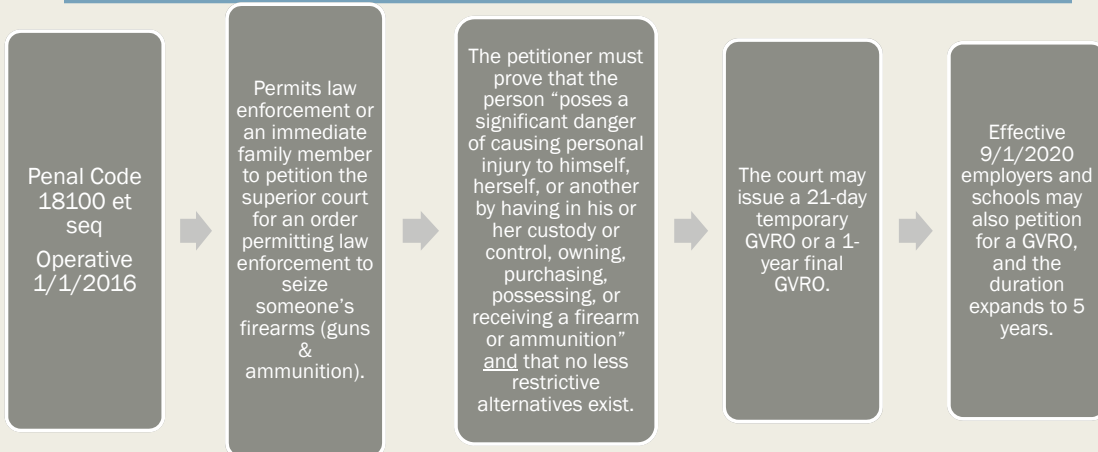 Penal Code
18100 et
seq
Operative
1/1/2016
Permits law
enforcement or
an immediate
family member
to petition the
superior court
for an order
permitting law
enforcement to
seize
someone's
firearms (guns
&
ammunition).
The petitioner must
prove that the
person “poses a
significant danger
of causing personal
injury to himself,
herself, or another
by having in his or
her custody or
control, owning,
purchasing,
possessing, or
receiving a firearm
or ammunition”
and that no less
restrictive
alternatives exist.
The court may
issue a 21-day
temporary
GVRO or a 1-
year final
GVRO.
Effective
9/1/2020
employers and
schools may
also petition
for a GVRO,
and the
duration
expands to 5
years.